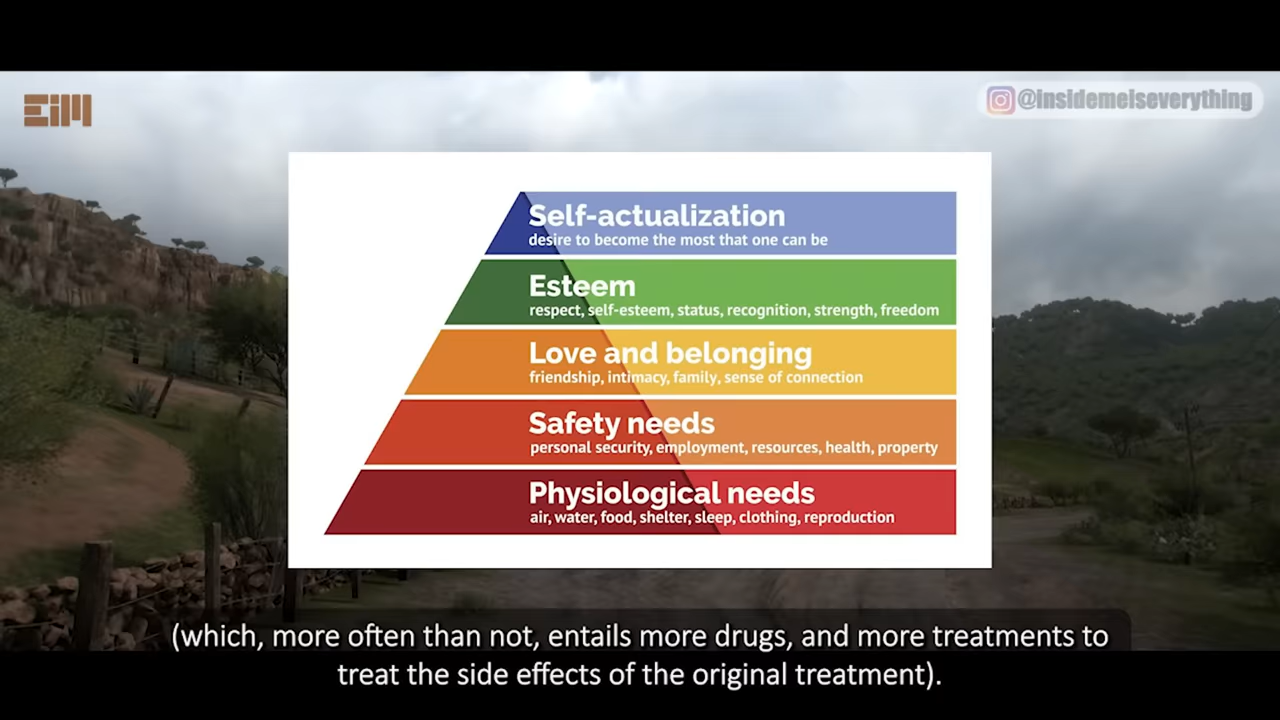 EiM
@insidemeiseverything
Self-actualization
desire to become the most that one can be
Esteem
respect, self-esteem, status, recognition, strength, freedom
Love and belonging
friendship, intimacy, family, sense of connection
Safety needs
personal security, employment, resources, health, property
Physiological needs
air, water, food, shelter, sleep, clothing, reproduction
(which, more often than not, entails more drugs, and more treatments to
treat the side effects of the original treatment).